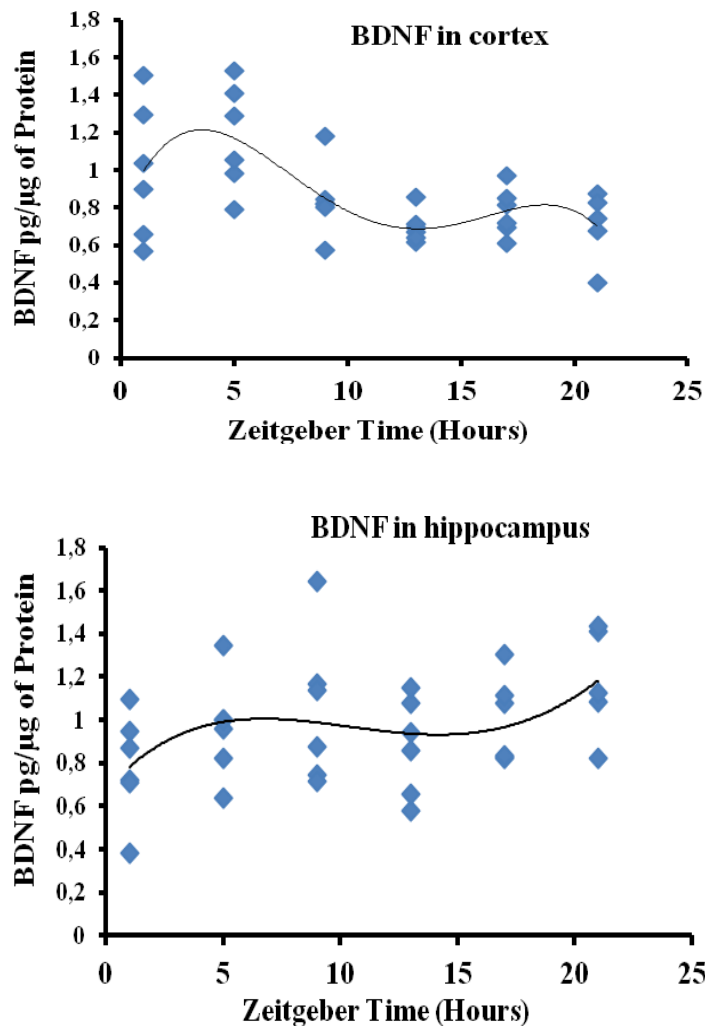 BDNF in cortex
BDNF pg/µg of Protein
1,8
1,6
1,4
1,2
1
0,8
0,6
0,4
0,2
0
0 5 10 15 20 25
Zeitgeber Time (Hours)
BDNF in hippocampus
BDNF pg/µg of Protein
1,8
1,6
1,4
1,2
1
0,8
0,6
0,4
0,2
0
0 5 10 15 20 25
Zeitgeber Time (Hours)